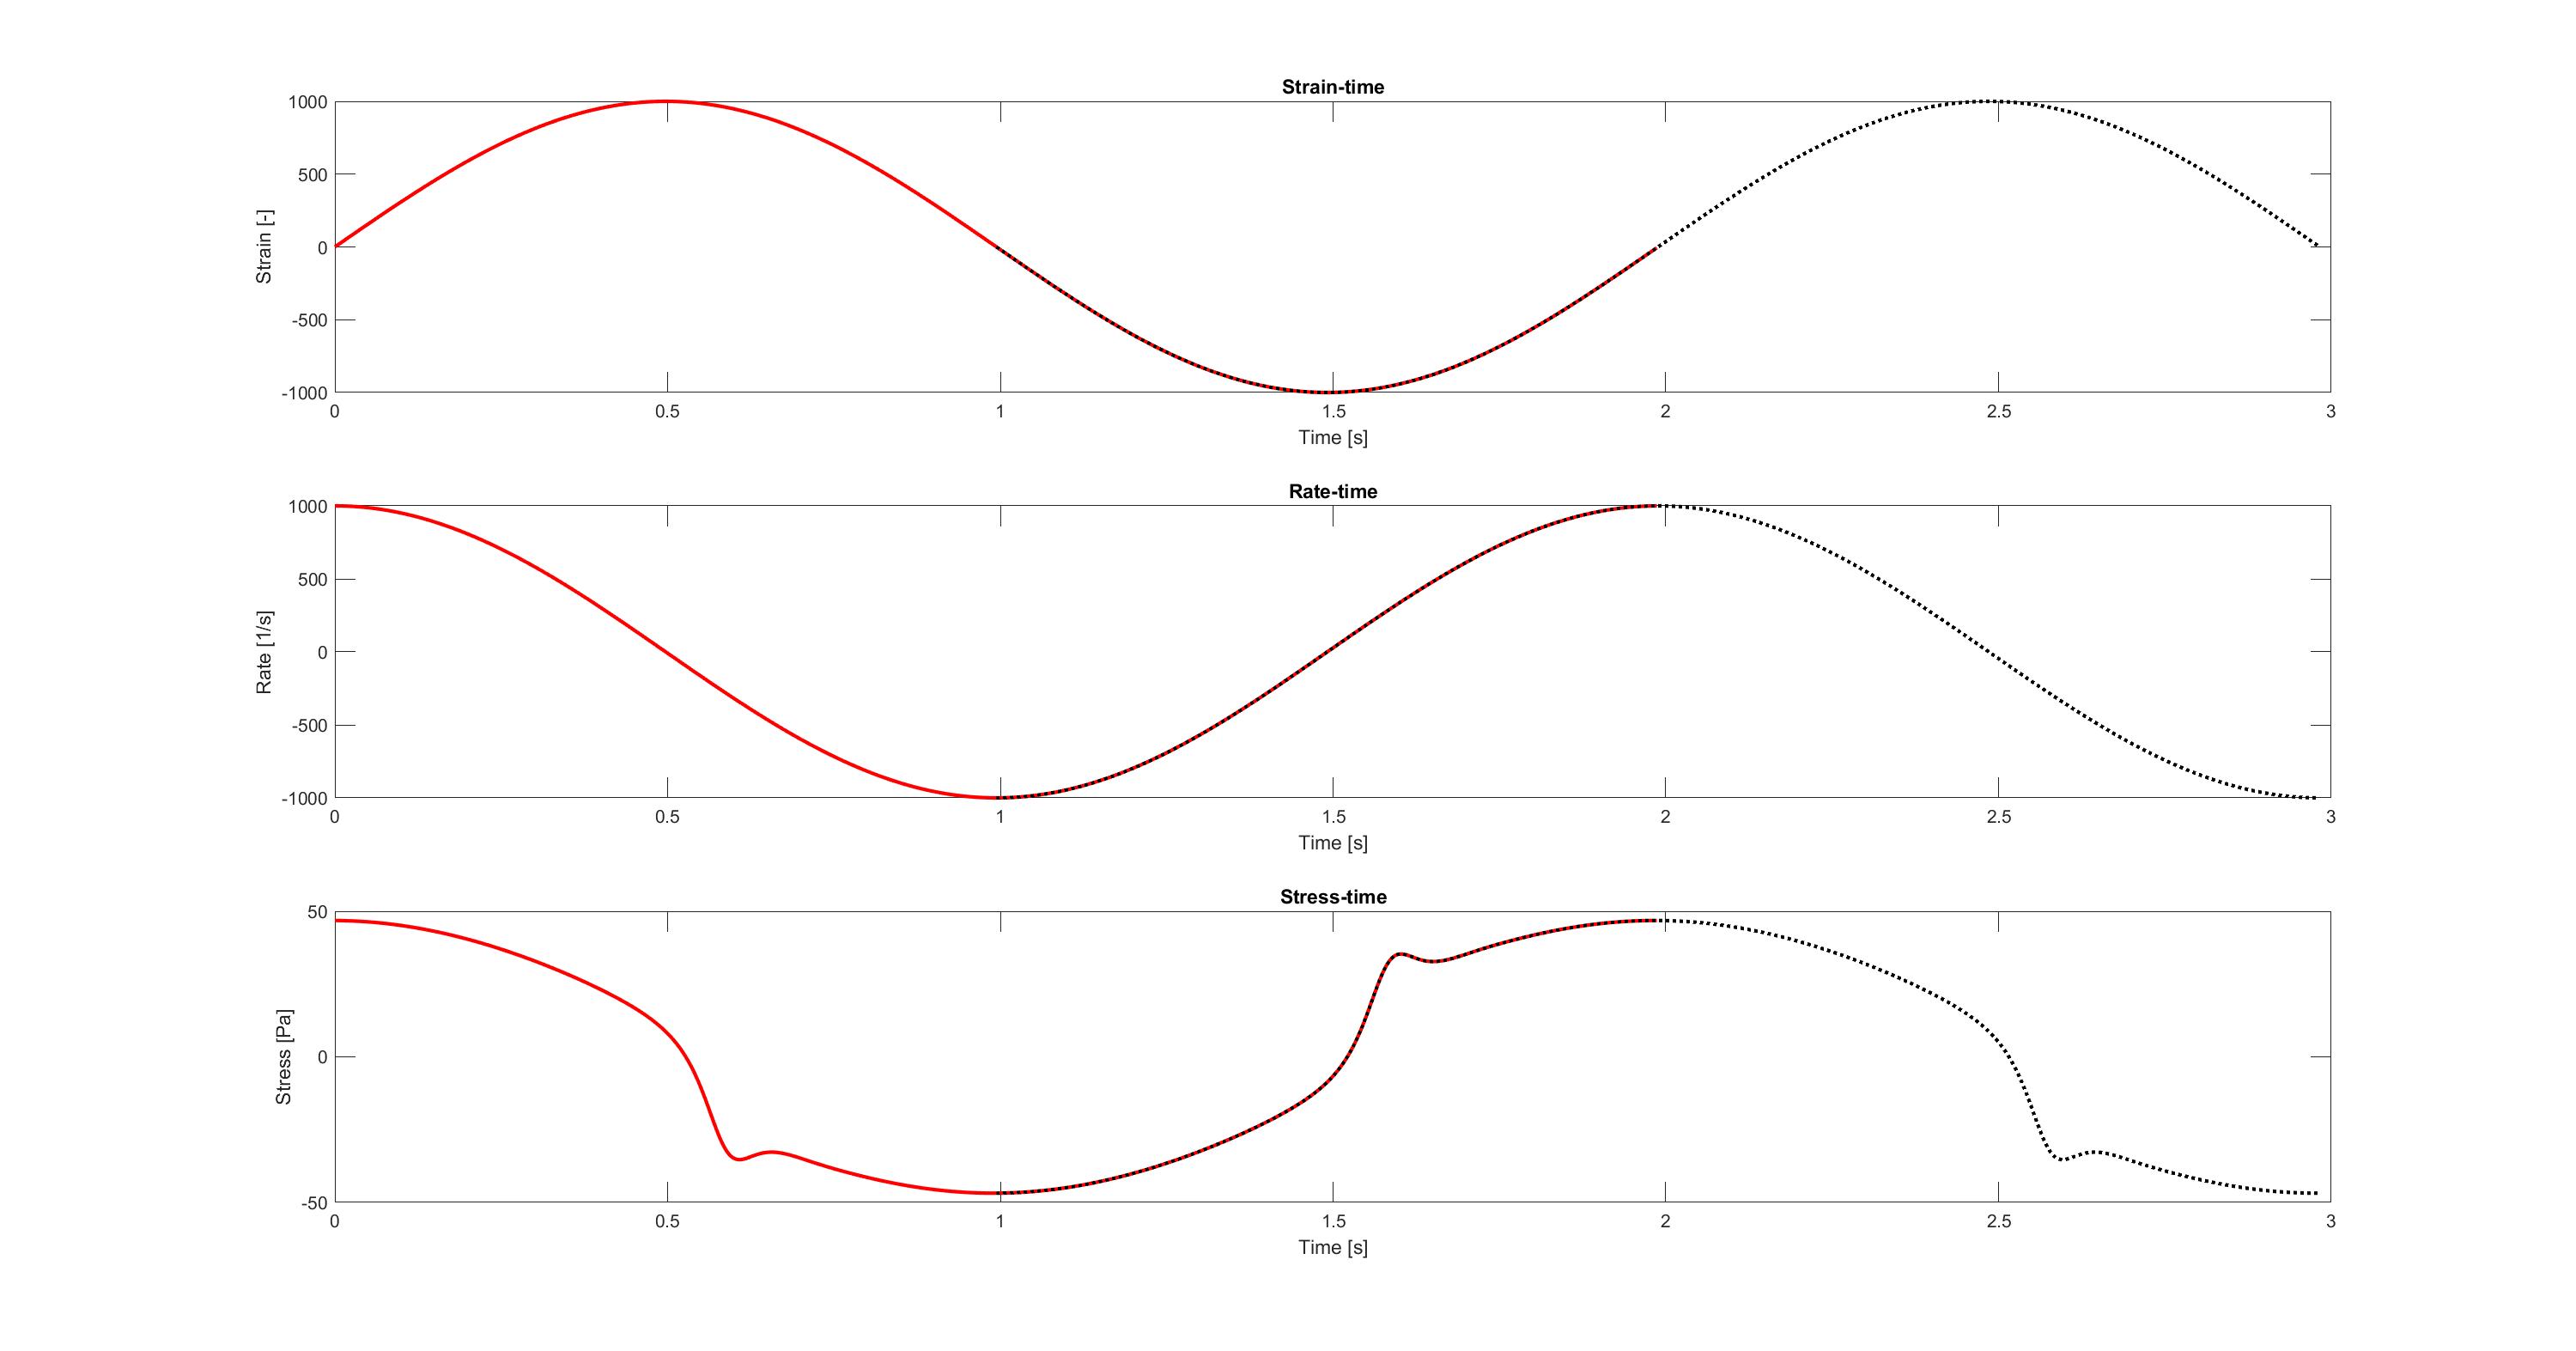 Strain-time
1000
500
0
-500
-1000
Strain [-]
0 0.5 1 1.5 2 2.5 3
Time [s]
Rate-time
1000
500
0
-500
-1000
Rate [1/s]
0 0.5 1 1.5 2 2.5 3
Time [s]
Stress-time
50
0
-50
Stress [Pa]
0 0.5 1 1.5 2 2.5 3
Time [s]